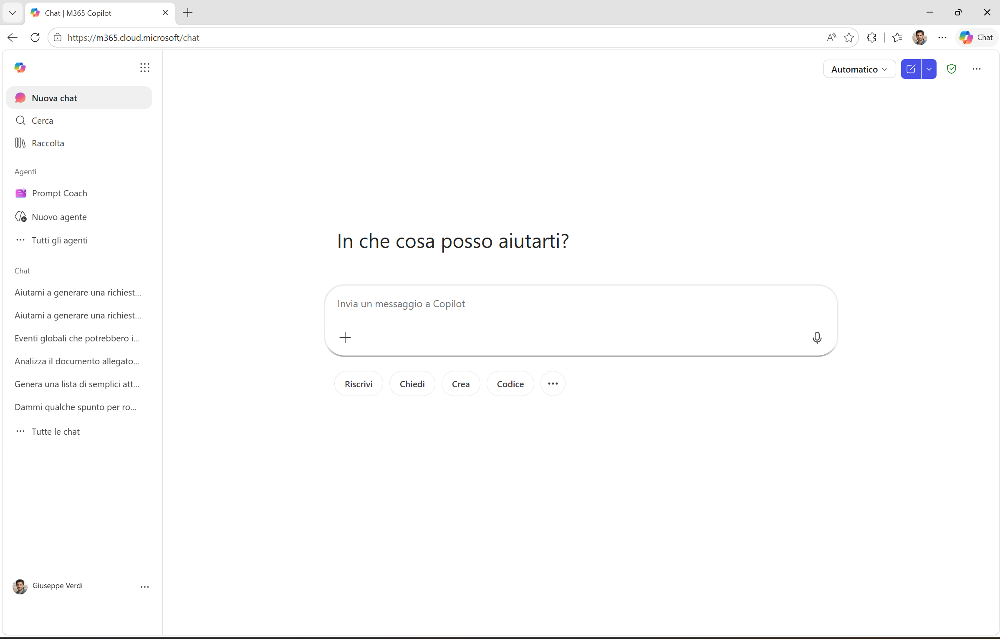 Chat | M365 Copilot
https://m365.cloud.microsoft/chat
Chat
Automatico
Nuova chat
Cerca
Raccolta
Agenti
Prompt Coach
Nuovo agente
Tutti gli agenti
Chat
Aiutami a generare una richiest...
Aiutami a generare una richiest...
Eventi globali che potrebbero i...
Analizza il documento allegato...
Genera una lista di semplici att...
Dammi qualche spunto per ro...
Tutte le chat
Giuseppe Verdi
In che cosa posso aiutarti?
Invia un messaggio a Copilot
Riscrivi
Chiedi
Crea
Codice